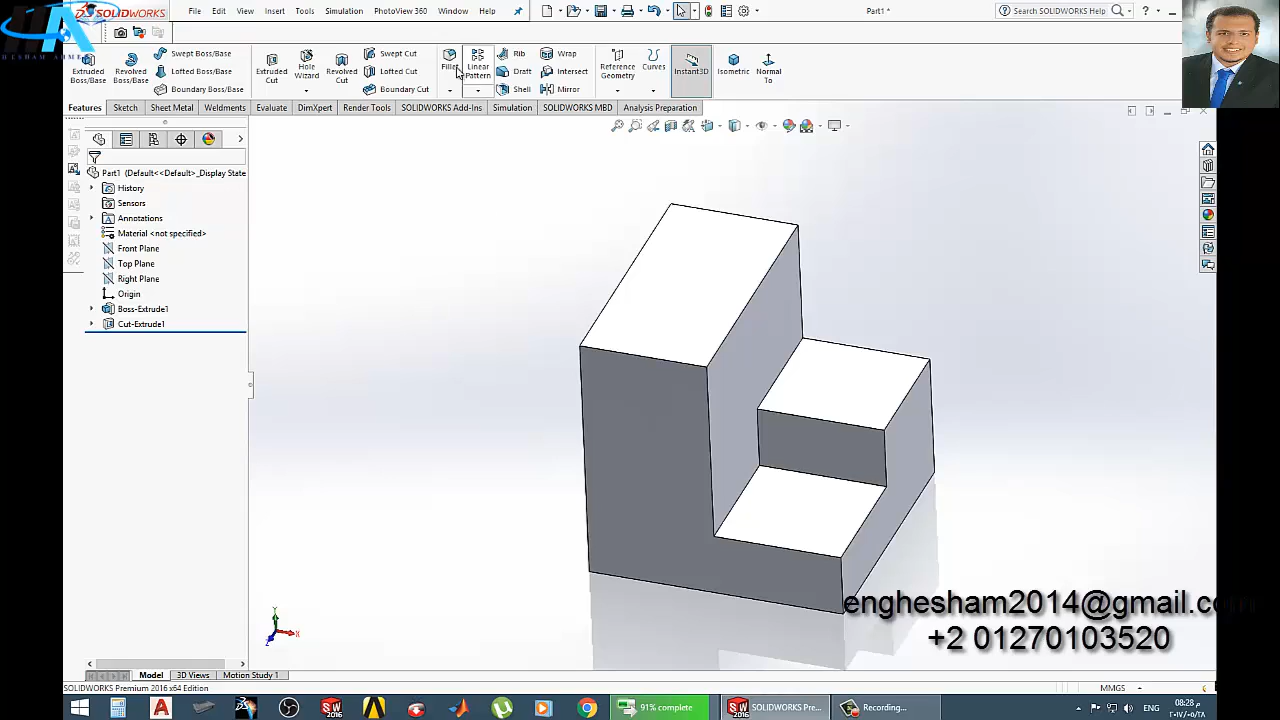 SOLIDWORKS File Edit View Insert Tools Simulation PhotoView 360 Window Help Part1 * Search SOLIDWORKS Help
HESHAM AHME
Extruded Boss/Base Revolved Boss/Base Swept Boss/Base Lofted Boss/Base Boundary Boss/Base Extruded Cut Hole Wizard Revolved Cut Swept Cut Lofted Cut Boundary Cut Fillet Linear Pattern Rib Draft Shell Wrap Intersect Mirror Reference Geometry Curves Instant3D Isometric Normal To
Features Sketch Sheet Metal Weldments Evaluate DimXpert Render Tools SOLIDWORKS Add-Ins Simulation SOLIDWORKS MBD Analysis Preparation
Part1 (Default<<Default>_Display State
History
Sensors
Annotations
Material <not specified>
Front Plane
Top Plane
Right Plane
Origin
Boss-Extrude1
Cut-Extrude1
Y
X
Z
enghesham2014@gmail.com
+2 01270103520
Model 3D Views Motion Study 1
SOLIDWORKS Premium 2016 x64 Edition MMGS
91% complete SOLIDWORKS Pre... Recording... ENG 08:28 م